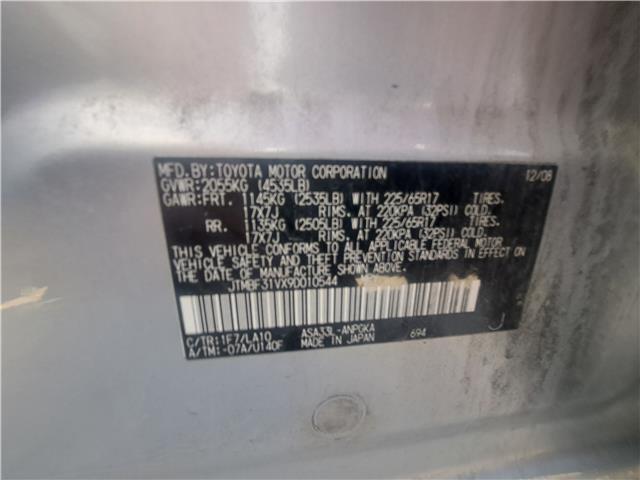 MFD. BY: TOYOTA MOTOR CORPORATION 12/08
GVWR: 2055KG (4535LB)
GAWR: FRT. 1145KG (2535LB) WITH 225/65R17 TIRES.
17X7J RIMS. AT 220KPA (32PSI) COLD.
RR. 1135KG (2505LB) WITH 225/65R17 TIRES.
17X7J RIMS. AT 220KPA (32PSI) COLD.
THIS VEHICLE CONFORMS TO ALL APPLICABLE FEDERAL MOTOR
VEHICLE SAFETY AND THEFT PREVENTION STANDARDS IN EFFECT ON
THE DATE OF MANUFACTURE SHOWN ABOVE.
JTMBF31VX9D010544
C/TR: 1F7/LA10 ASA33L-ANPGKA 694 J
A/TM: -07A/U140F MADE IN JAPAN